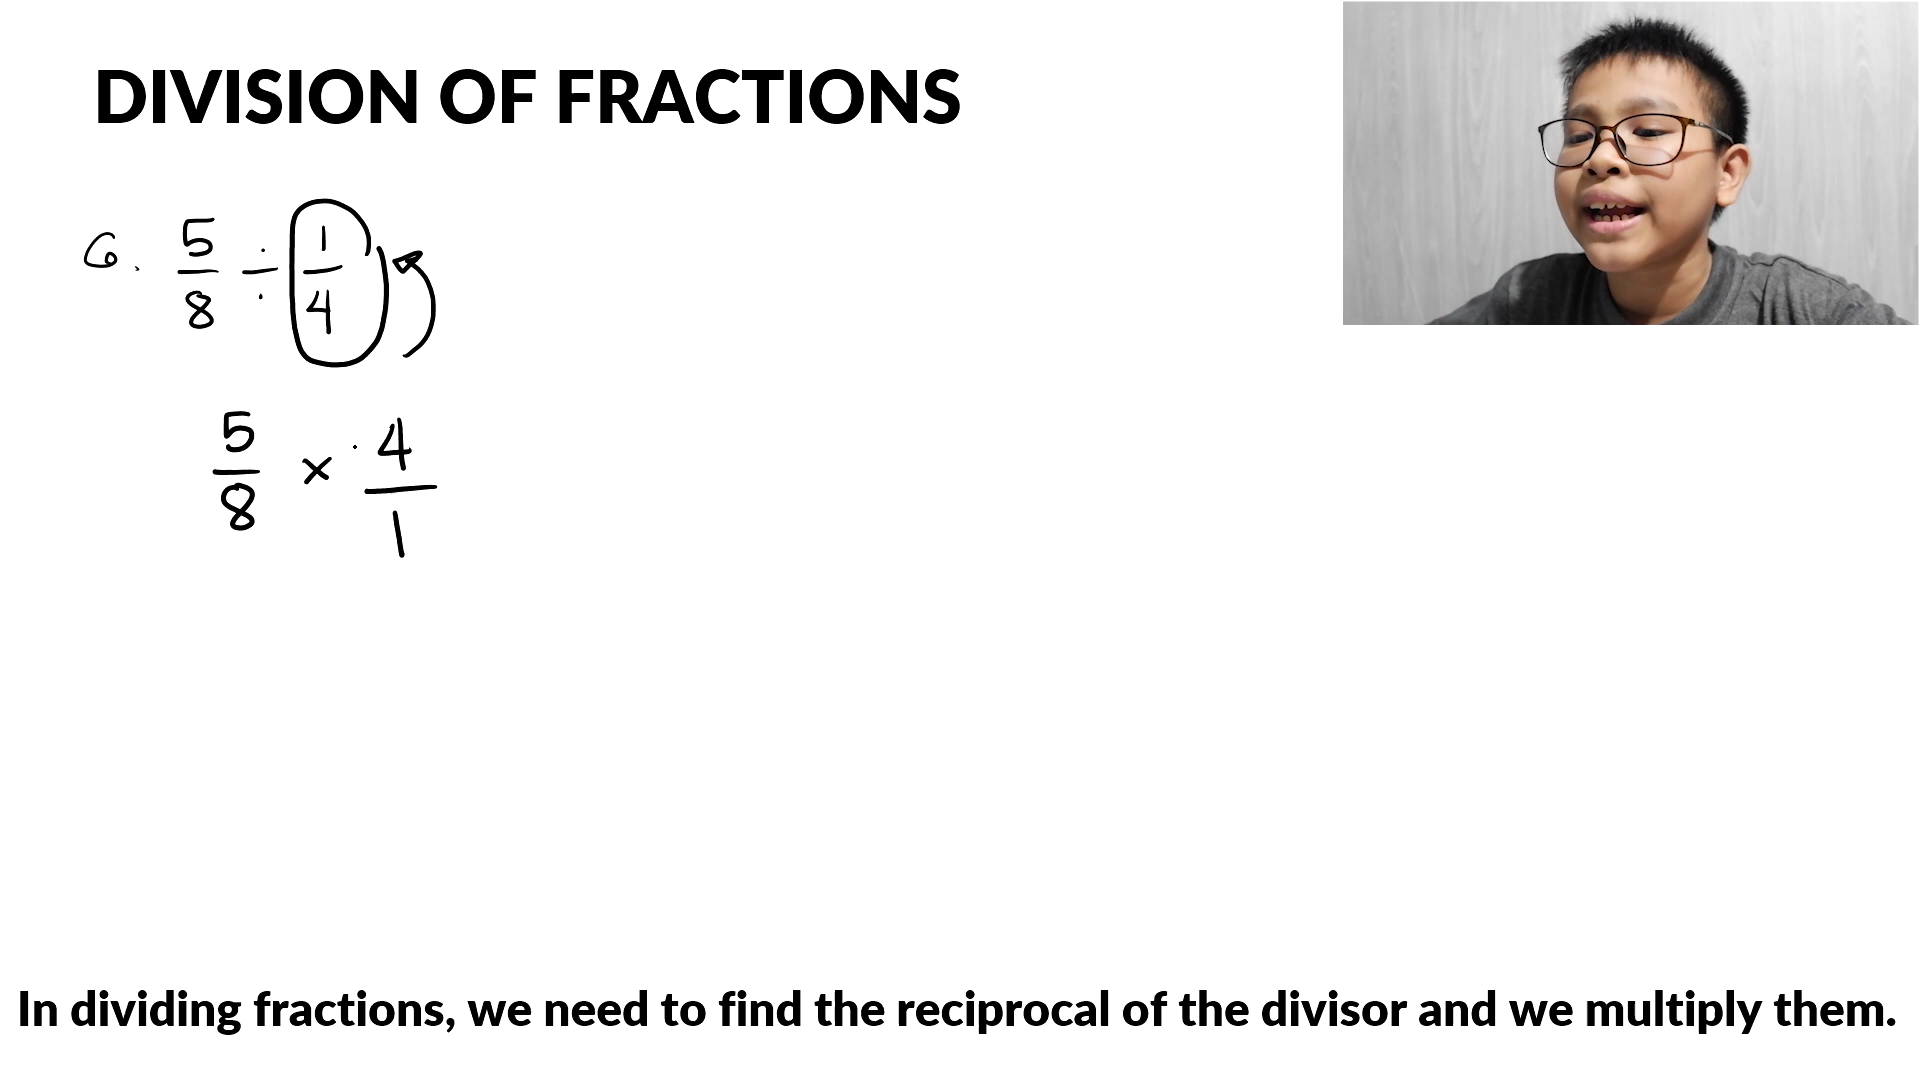 DIVISION OF FRACTIONS
6. 5/8 ÷ 1/4
5/8 × 4/1
In dividing fractions, we need to find the reciprocal of the divisor and we multiply them.